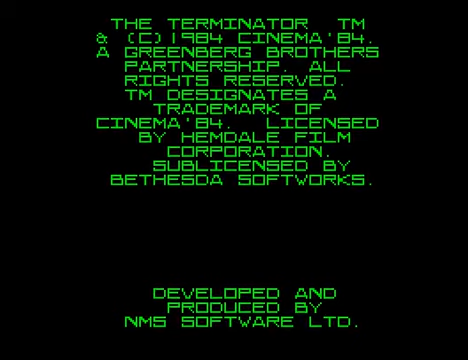 THE TERMINATOR TM
& (C)1984 CINEMA'84.
A GREENBERG BROTHERS
PARTNERSHIP. ALL
RIGHTS RESERVED.
TM DESIGNATES A
TRADEMARK OF
CINEMA'84. LICENSED
BY HEMDALE FILM
CORPORATION.
SUBLICENSED BY
BETHESDA SOFTWORKS.
DEVELOPED AND
PRODUCED BY
NMS SOFTWARE LTD.